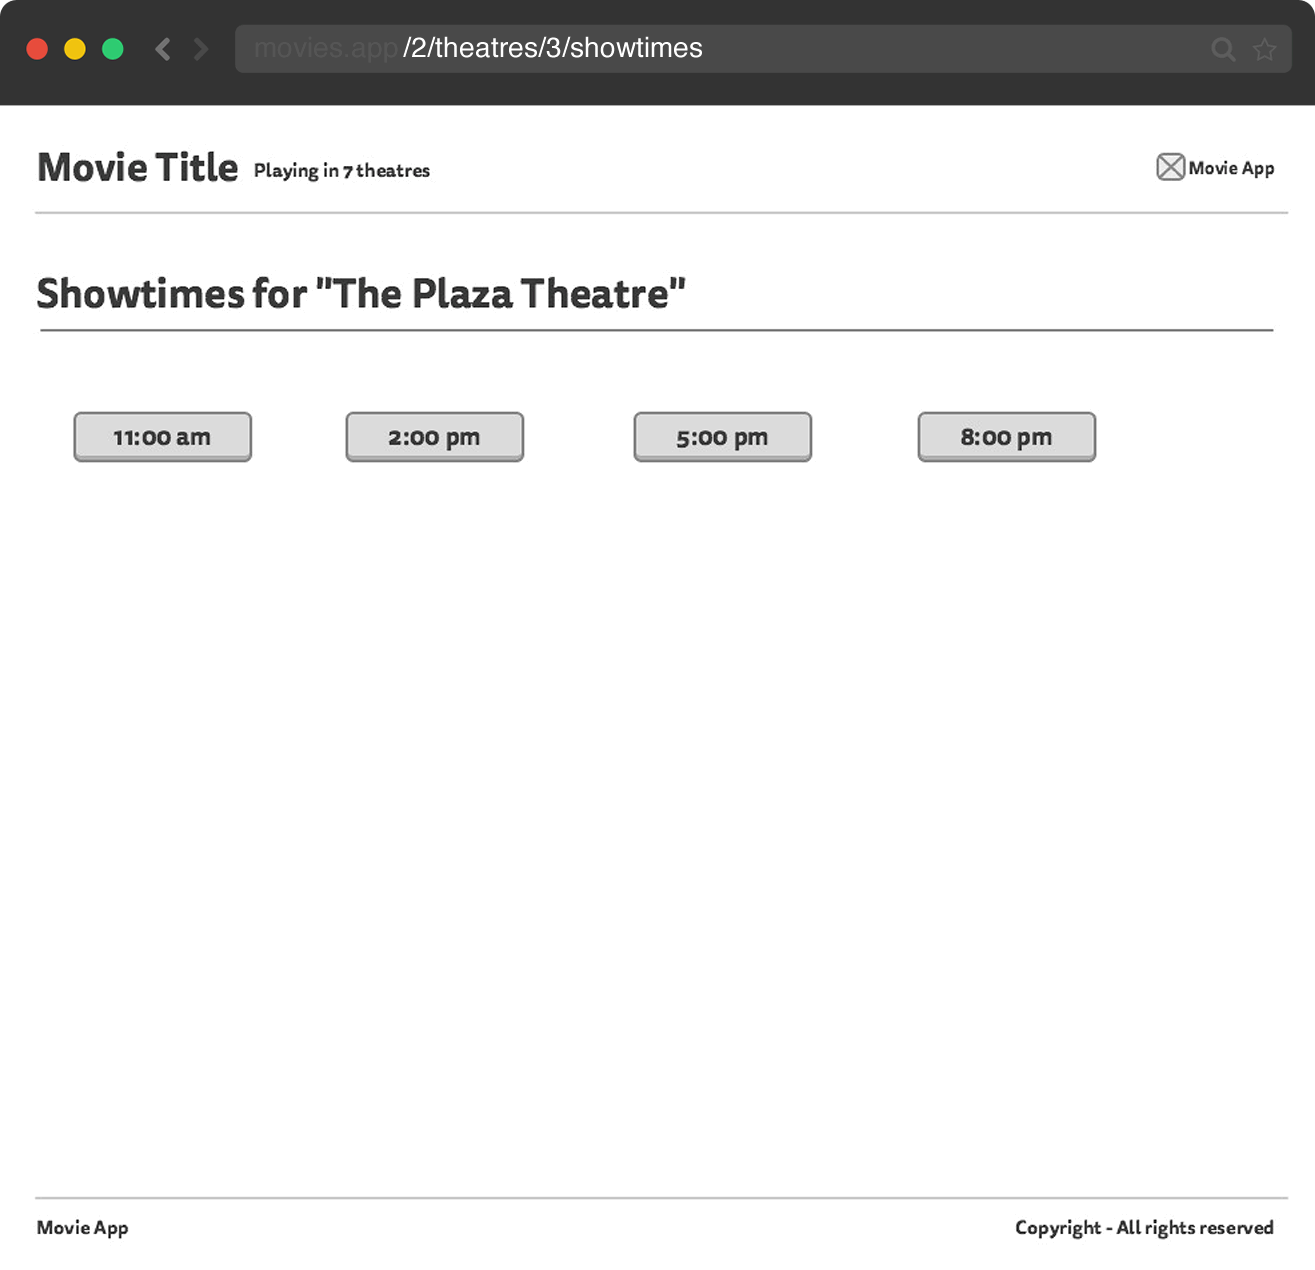 movies.app/2/theatres/3/showtimes
Movie Title Playing in 7 theatres
Movie App
Showtimes for "The Plaza Theatre"
11:00 am 2:00 pm 5:00 pm 8:00 pm
Movie App
Copyright - All rights reserved